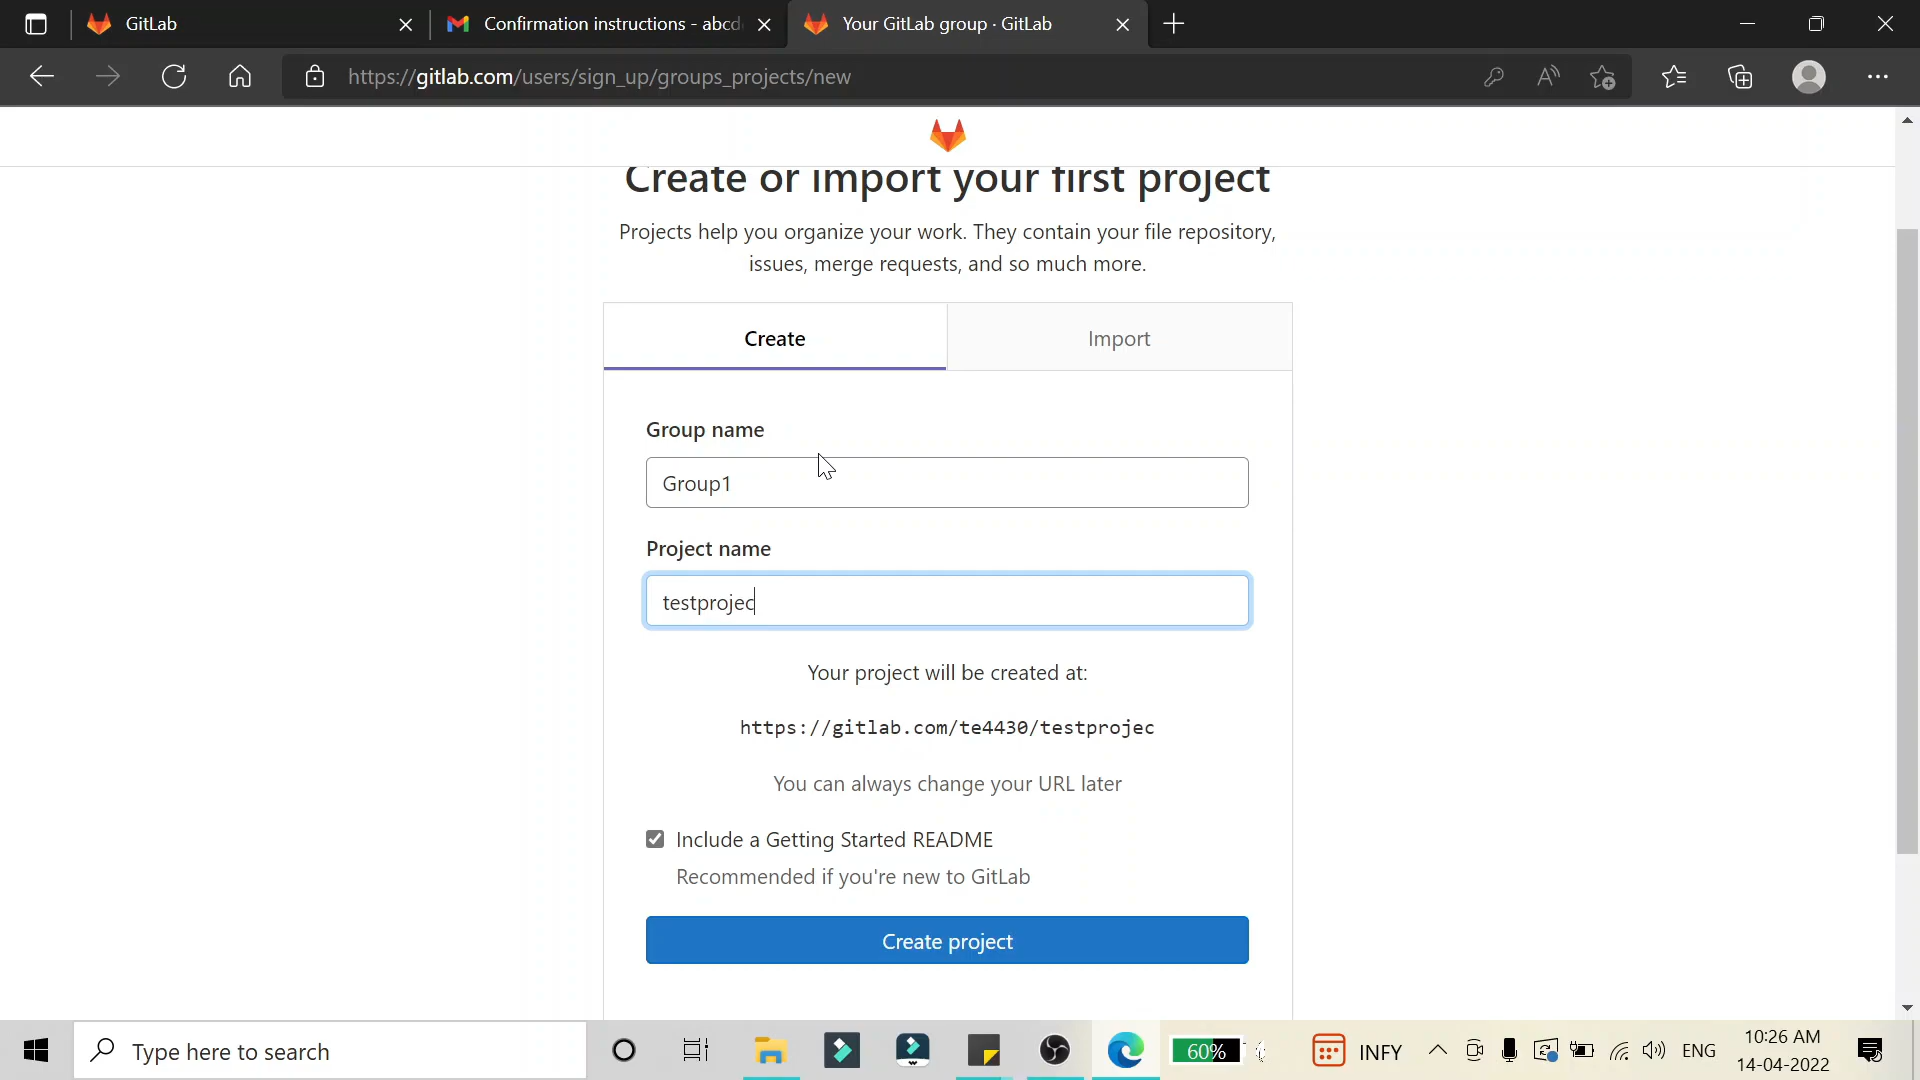 GitLab
Confirmation instructions - abcd
Your GitLab group · GitLab
https://gitlab.com/users/sign_up/groups_projects/new
Create or import your first project
Projects help you organize your work. They contain your file repository,
issues, merge requests, and so much more.
Create
Import
Group name
Group1
Project name
testprojec
Your project will be created at:
https://gitlab.com/te4430/testprojec
You can always change your URL later
Include a Getting Started README
Recommended if you're new to GitLab
Create project
Type here to search
60%
INFY
ENG
10:26 AM
14-04-2022